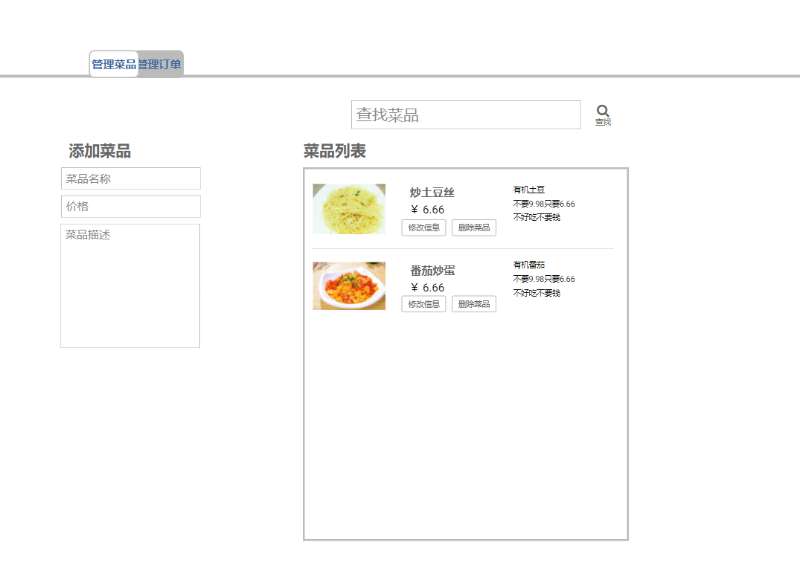 管理菜品 管理订单
查找菜品
查找
添加菜品
菜品名称
价格
菜品描述
菜品列表
炒土豆丝
￥ 6.66
修改信息 删除菜品
有机土豆
不要9.98只要6.66
不好吃不要钱
番茄炒蛋
￥ 6.66
修改信息 删除菜品
有机番茄
不要9.98只要6.66
不好吃不要钱